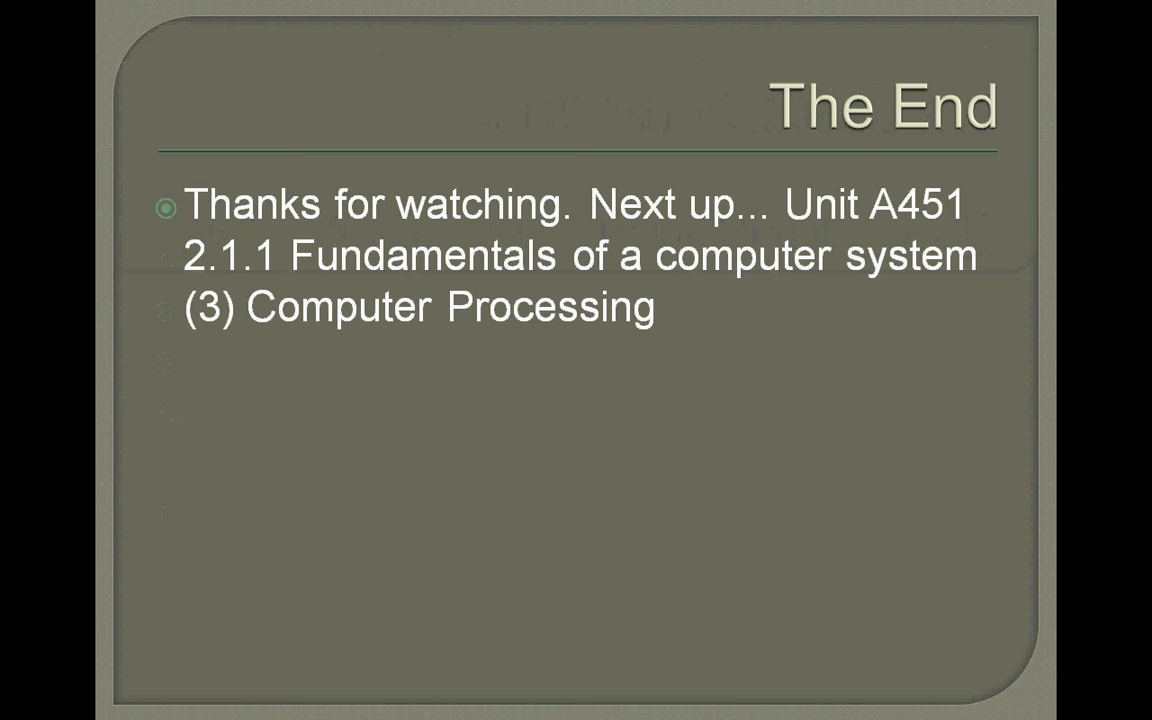 The End
Thanks for watching. Next up... Unit A451
2.1.1 Fundamentals of a computer system
(3) Computer Processing